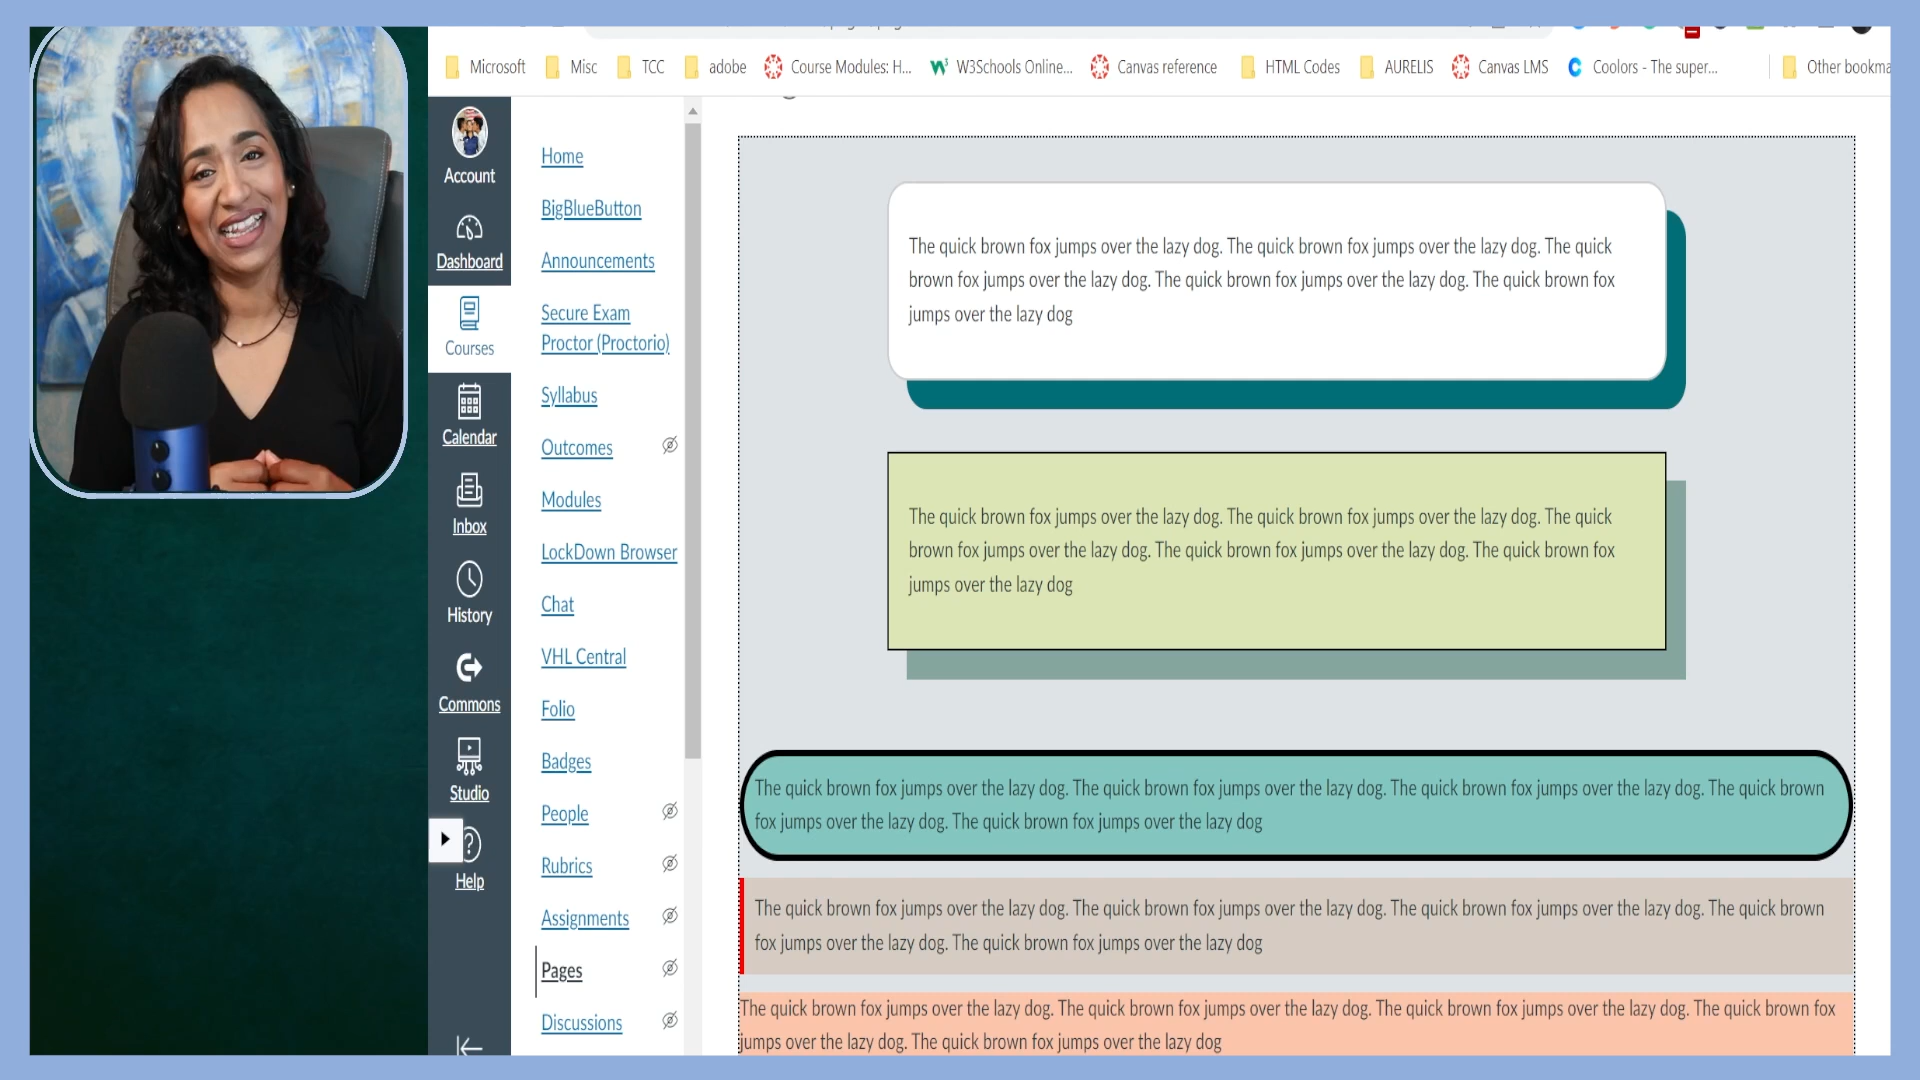 Microsoft Misc TCC adobe Course Modules: H... W3Schools Online... Canvas reference HTML Codes AURELIS Canvas LMS Coolors - The super... Other bookma
Account
Dashboard
Courses
Calendar
Inbox
History
Commons
Studio
Help
Home
BigBlueButton
Announcements
Secure Exam
Proctor (Proctorio)
Syllabus
Outcomes
Modules
LockDown Browser
Chat
VHL Central
Folio
Badges
People
Rubrics
Assignments
Pages
Discussions
The quick brown fox jumps over the lazy dog. The quick brown fox jumps over the lazy dog. The quick
brown fox jumps over the lazy dog. The quick brown fox jumps over the lazy dog. The quick brown fox
jumps over the lazy dog
The quick brown fox jumps over the lazy dog. The quick brown fox jumps over the lazy dog. The quick
brown fox jumps over the lazy dog. The quick brown fox jumps over the lazy dog. The quick brown fox
jumps over the lazy dog
The quick brown fox jumps over the lazy dog. The quick brown fox jumps over the lazy dog. The quick brown fox jumps over the lazy dog. The quick brown
fox jumps over the lazy dog. The quick brown fox jumps over the lazy dog
The quick brown fox jumps over the lazy dog. The quick brown fox jumps over the lazy dog. The quick brown fox jumps over the lazy dog. The quick brown
fox jumps over the lazy dog. The quick brown fox jumps over the lazy dog
The quick brown fox jumps over the lazy dog. The quick brown fox jumps over the lazy dog. The quick brown fox jumps over the lazy dog. The quick brown fox
jumps over the lazy dog. The quick brown fox jumps over the lazy dog